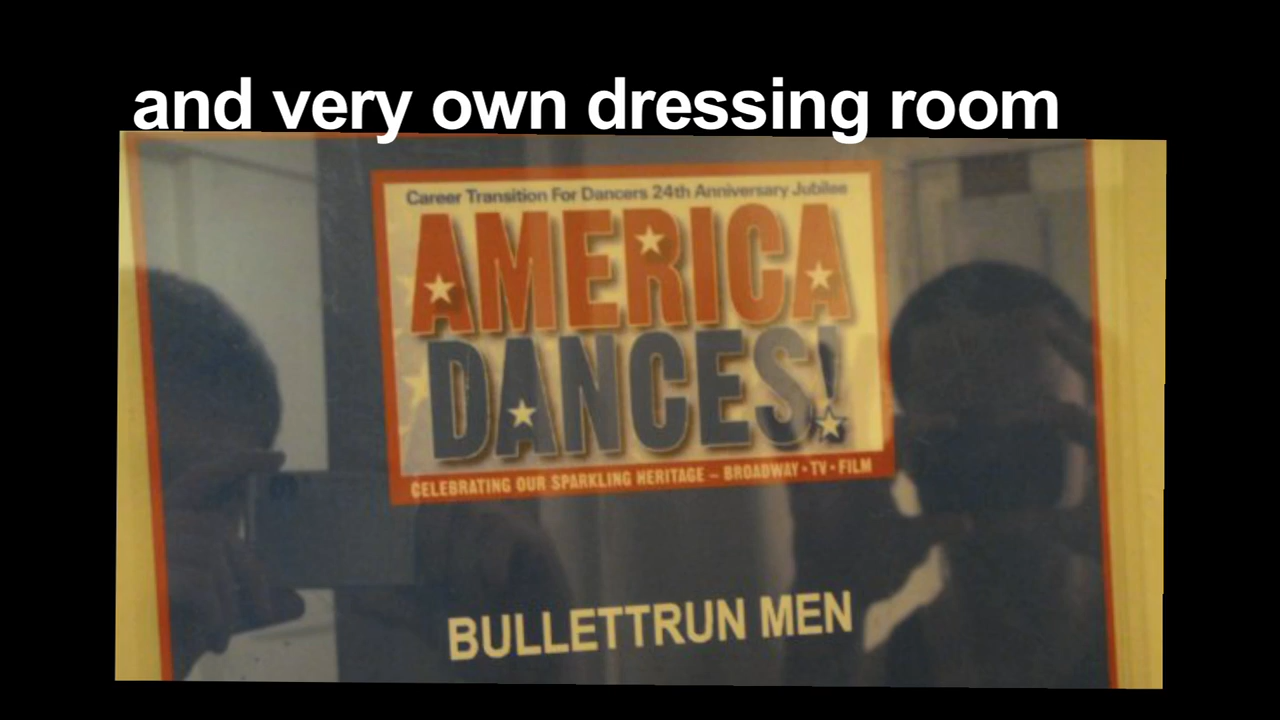 and very own dressing room
Career Transition For Dancers 24th Anniversary Jubilee
AMERICA
DANCES!
CELEBRATING OUR SPARKLING HERITAGE – BROADWAY • TV • FILM
BULLETTRUN MEN